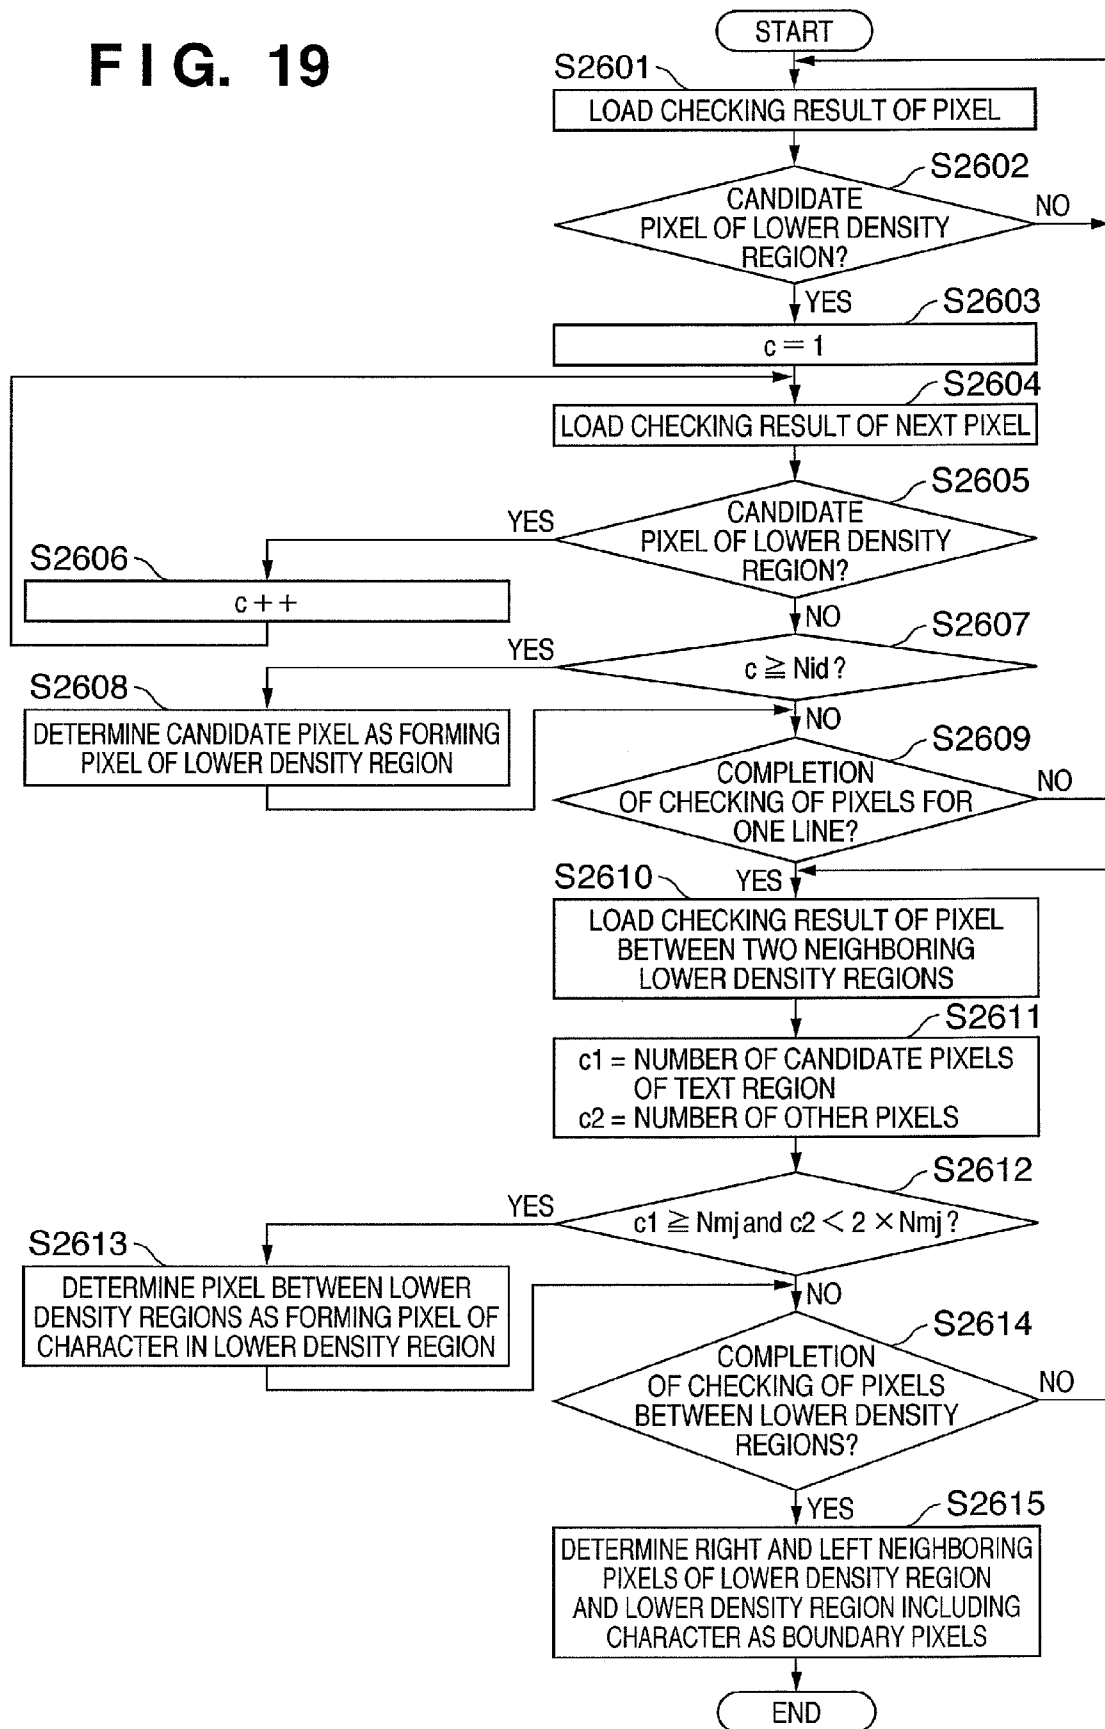 FIG. 19
START
S2601
LOAD CHECKING RESULT OF PIXEL
S2602
CANDIDATE
PIXEL OF LOWER DENSITY
REGION?
NO
YES
S2603
c = 1
S2604
LOAD CHECKING RESULT OF NEXT PIXEL
S2605
CANDIDATE
PIXEL OF LOWER DENSITY
REGION?
YES
S2606
c + +
NO
S2607
c ≧ Nid ?
YES
S2608
DETERMINE CANDIDATE PIXEL AS FORMING
PIXEL OF LOWER DENSITY REGION
NO
S2609
COMPLETION
OF CHECKING OF PIXELS FOR
ONE LINE?
NO
YES
S2610
LOAD CHECKING RESULT OF PIXEL
BETWEEN TWO NEIGHBORING
LOWER DENSITY REGIONS
S2611
c1 = NUMBER OF CANDIDATE PIXELS
OF TEXT REGION
c2 = NUMBER OF OTHER PIXELS
S2612
c1 ≧ Nmj and c2 < 2 × Nmj ?
YES
S2613
DETERMINE PIXEL BETWEEN LOWER
DENSITY REGIONS AS FORMING PIXEL OF
CHARACTER IN LOWER DENSITY REGION
NO
S2614
COMPLETION
OF CHECKING OF PIXELS
BETWEEN LOWER DENSITY
REGIONS?
NO
YES
S2615
DETERMINE RIGHT AND LEFT NEIGHBORING
PIXELS OF LOWER DENSITY REGION
AND LOWER DENSITY REGION INCLUDING
CHARACTER AS BOUNDARY PIXELS
END